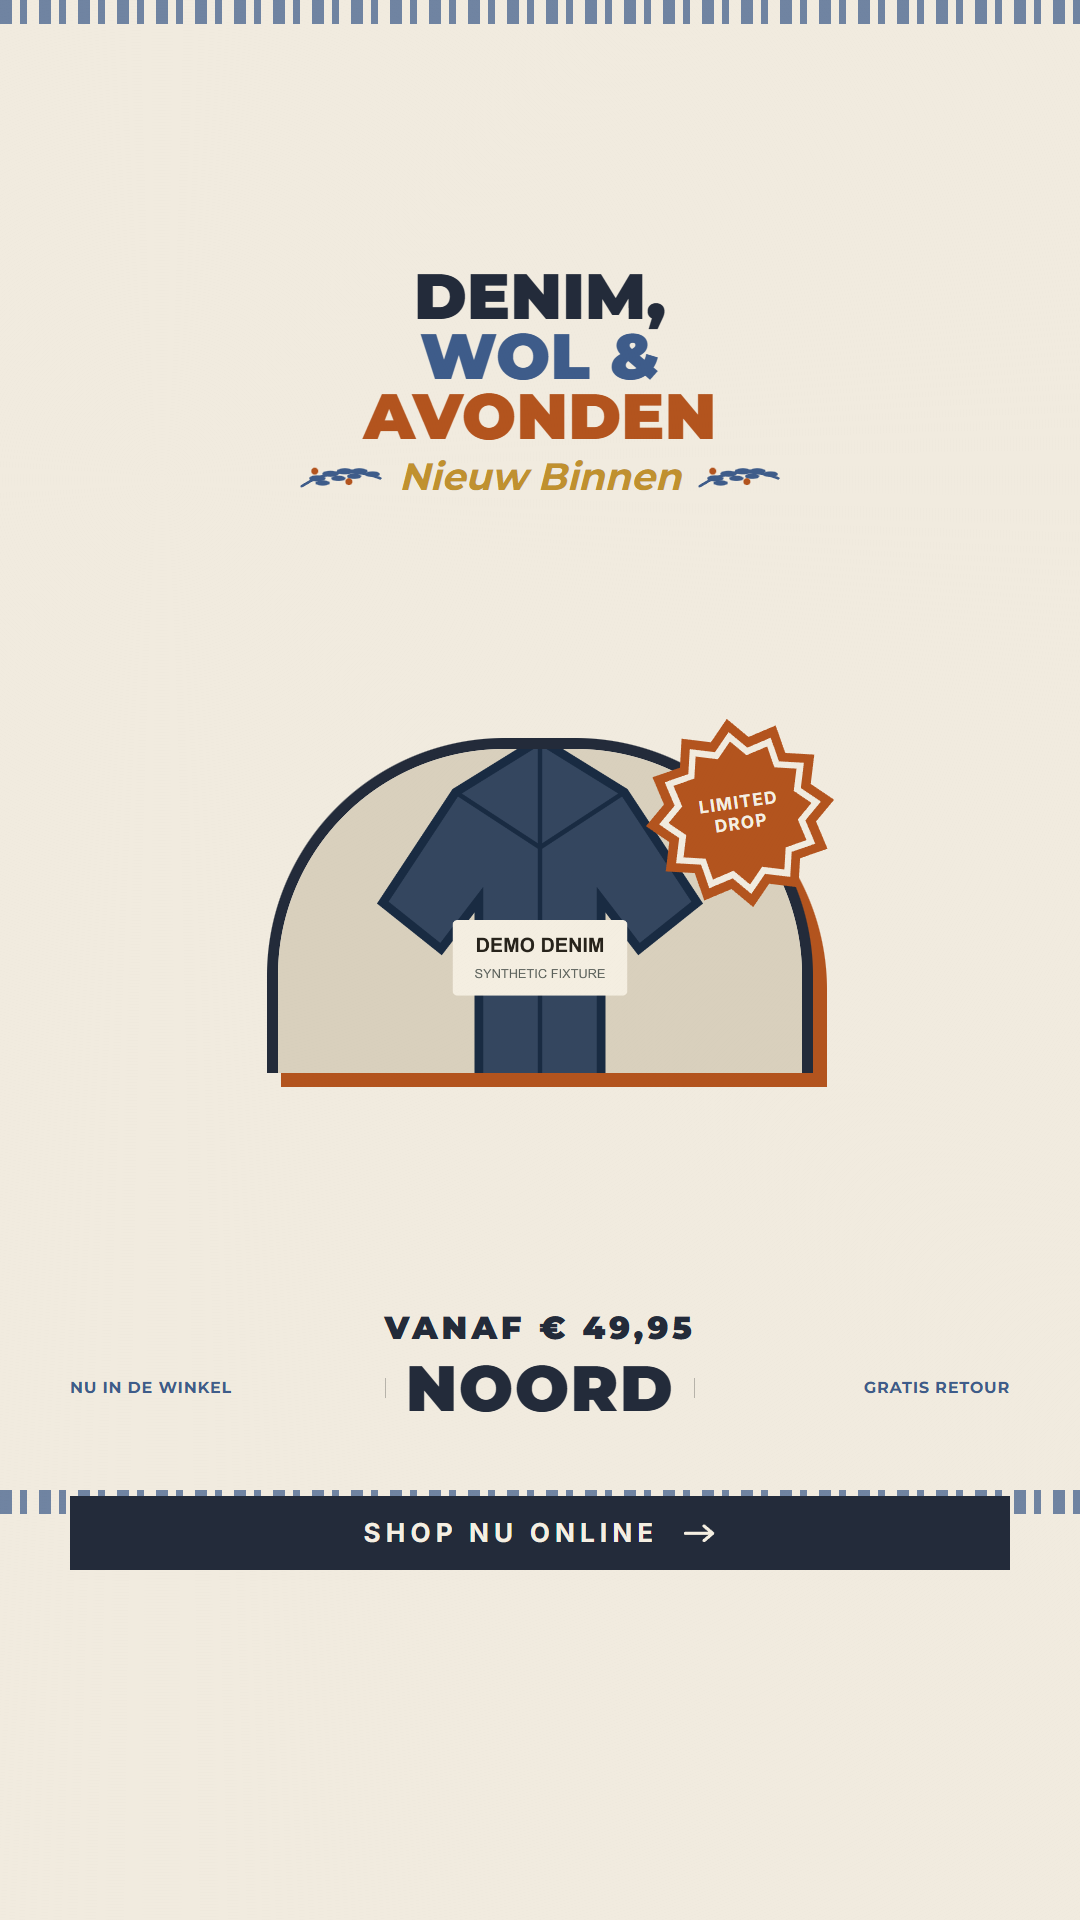 DENIM,
WOL &
AVONDEN
Nieuw Binnen
LIMITED
DROP
DEMO DENIM
SYNTHETIC FIXTURE
VANAF € 49,95
NU IN DE WINKEL
NOORD
GRATIS RETOUR
SHOP NU ONLINE →